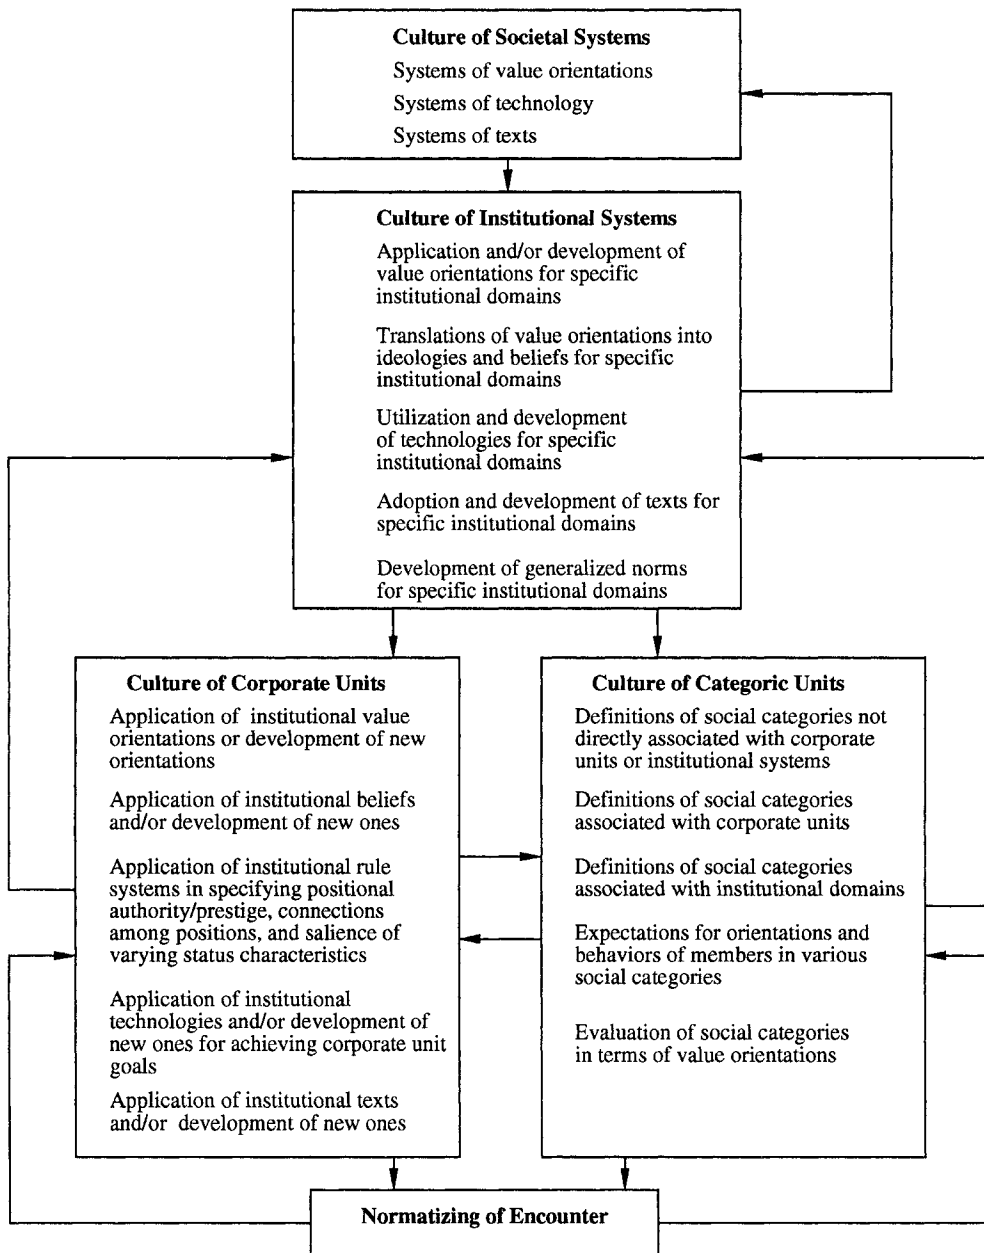 Culture of Societal Systems
Systems of value orientations
Systems of technology
Systems of texts
Culture of Institutional Systems
Application and/or development of
value orientations for specific
institutional domains
Translations of value orientations into
ideologies and beliefs for specific
institutional domains
Utilization and development
of technologies for specific
institutional domains
Adoption and development of texts for
specific institutional domains
Development of generalized norms
for specific institutional domains
Culture of Corporate Units
Application of institutional value
orientations or development of new
orientations
Application of institutional beliefs
and/or development of new ones
Application of institutional rule
systems in specifying positional
authority/prestige, connections
among positions, and salience of
varying status characteristics
Application of institutional
technologies and/or development of
new ones for achieving corporate unit
goals
Application of institutional texts
and/or development of new ones
Culture of Categoric Units
Definitions of social categories not
directly associated with corporate
units or institutional systems
Definitions of social categories
associated with corporate units
Definitions of social categories
associated with institutional domains
Expectations for orientations and
behaviors of members in various
social categories
Evaluation of social categories
in terms of value orientations
Normatizing of Encounter